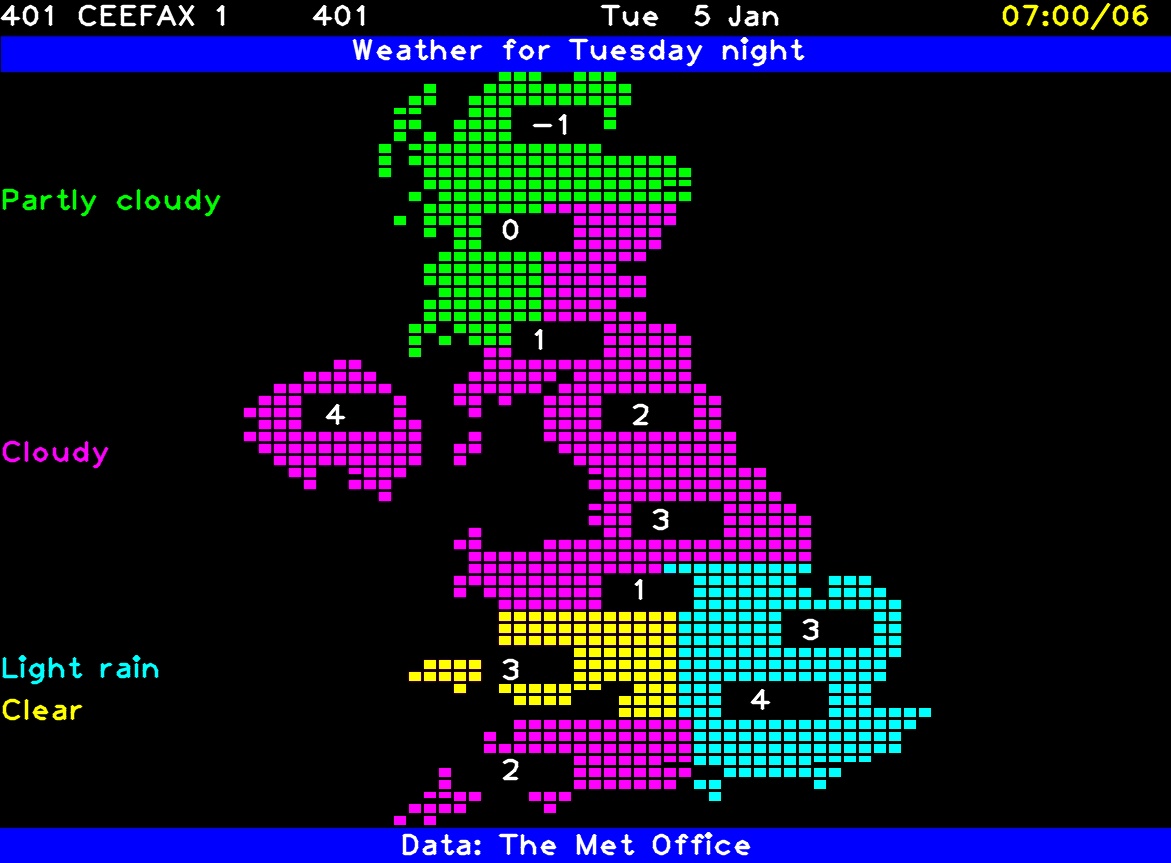 401 CEEFAX 1 401 Tue 5 Jan 07:00/06
Weather for Tuesday night
-1
Partly cloudy
0
1
4 2
Cloudy
3
1
3
Light rain 3
4
Clear
2
Data: The Met Office